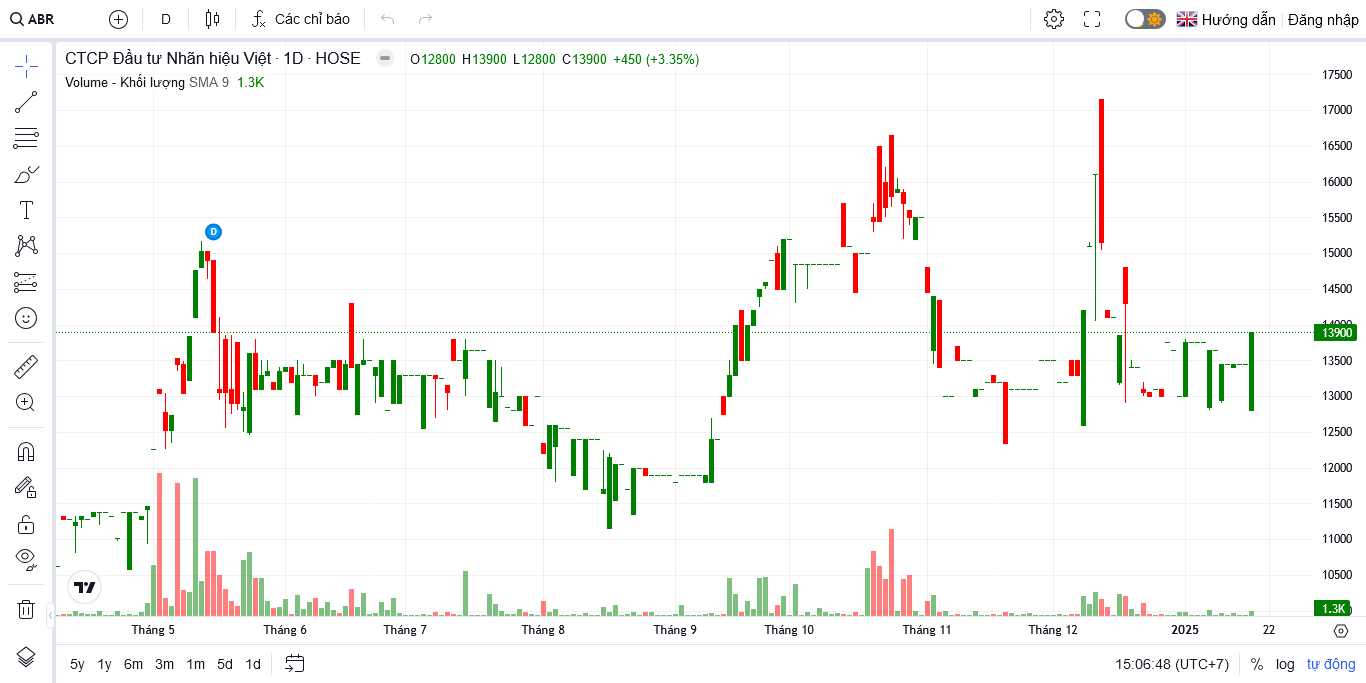 ABR D Các chỉ báo Hướng dẫn Đăng nhập
CTCP Đầu tư Nhãn hiệu Việt · 1D · HOSE O12800 H13900 L12800 C13900 +450 (+3.35%)
Volume - Khối lượng SMA 9 1.3K
D
17500
17000
16500
16000
15500
15000
14500
14000
13900
13500
13000
12500
12000
11500
11000
10500
1.3K
Tháng 5 Tháng 6 Tháng 7 Tháng 8 Tháng 9 Tháng 10 Tháng 11 Tháng 12 2025 22
5y 1y 6m 3m 1m 5d 1d 15:06:48 (UTC+7) % log tự động